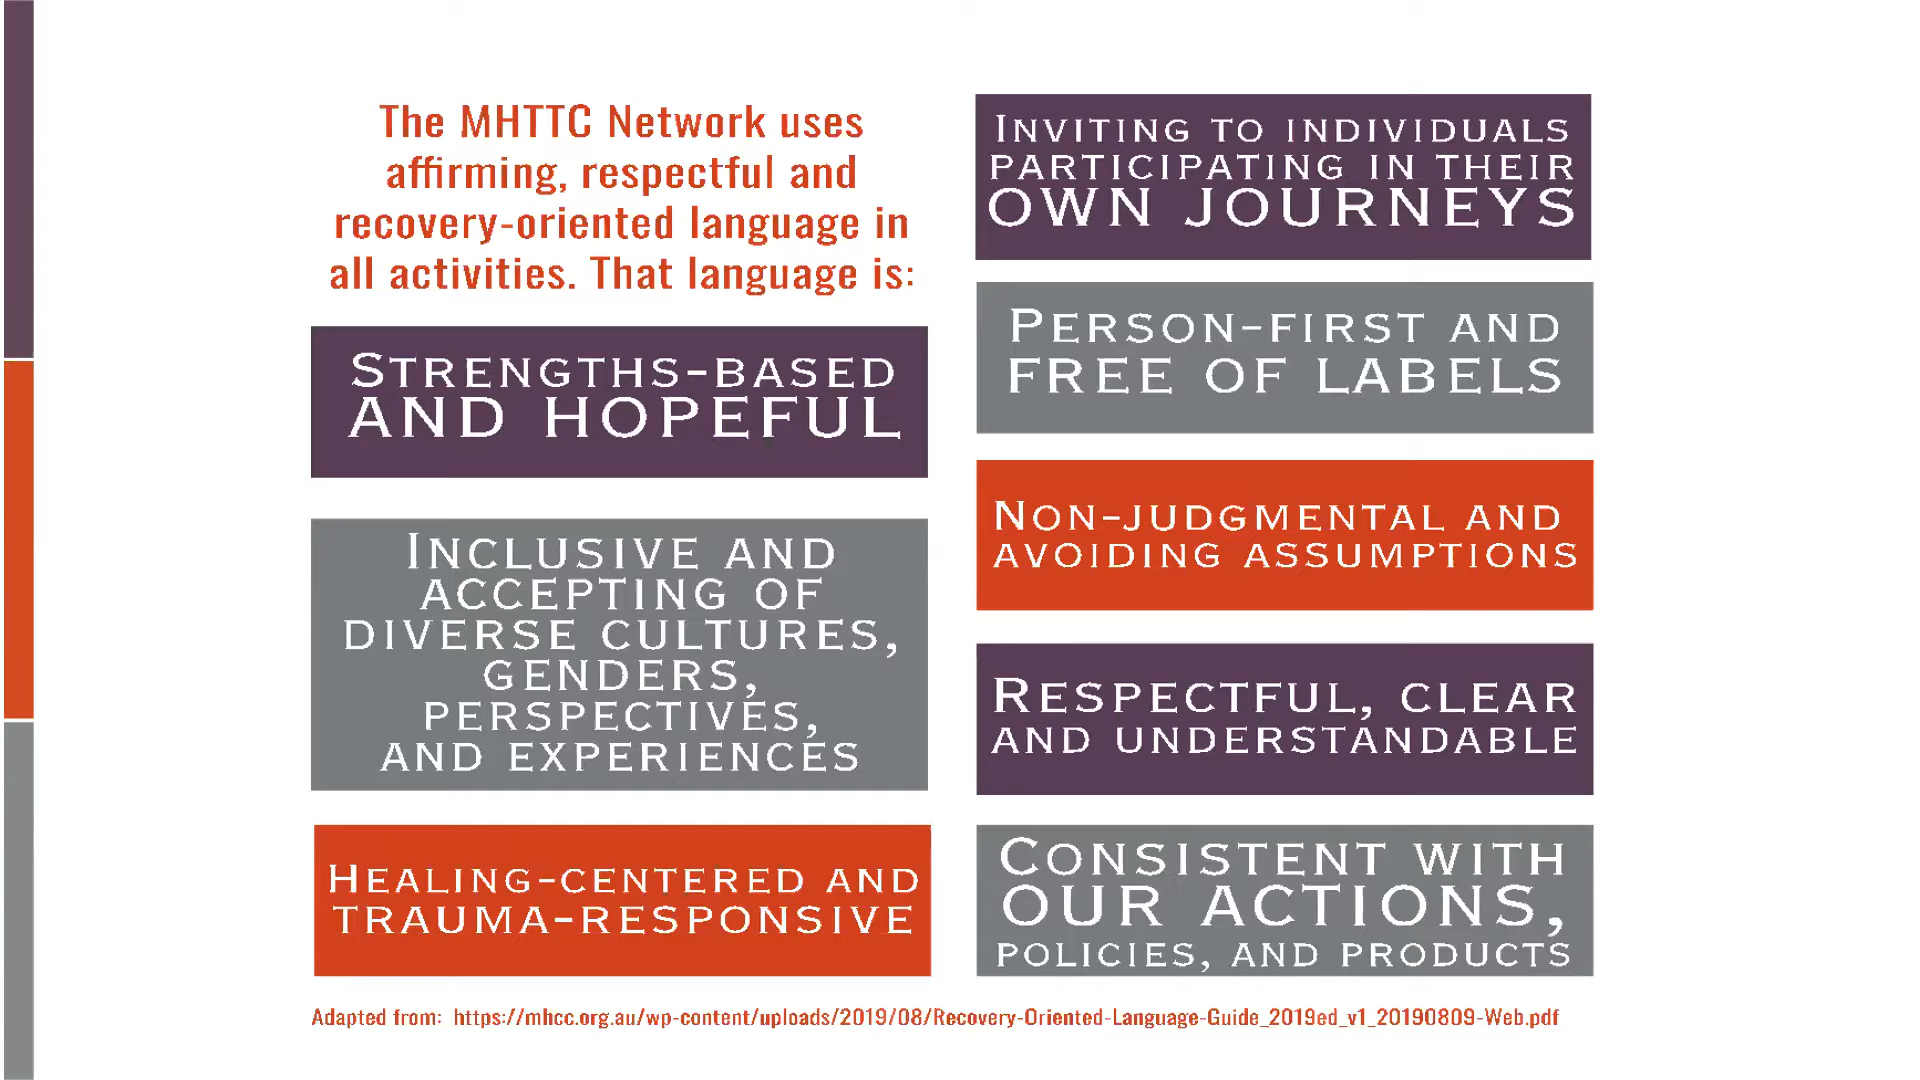 The MHTTC Network uses
affirming, respectful and
recovery-oriented language in
all activities. That language is:
STRENGTHS-BASED
AND HOPEFUL
INCLUSIVE AND
ACCEPTING OF
DIVERSE CULTURES,
GENDERS,
PERSPECTIVES,
AND EXPERIENCES
HEALING-CENTERED AND
TRAUMA-RESPONSIVE
INVITING TO INDIVIDUALS
PARTICIPATING IN THEIR
OWN JOURNEYS
PERSON-FIRST AND
FREE OF LABELS
NON-JUDGMENTAL AND
AVOIDING ASSUMPTIONS
RESPECTFUL, CLEAR
AND UNDERSTANDABLE
CONSISTENT WITH
OUR ACTIONS,
POLICIES, AND PRODUCTS
Adapted from: https://mhcc.org.au/wp-content/uploads/2019/08/Recovery-Oriented-Language-Guide_2019ed_v1_20190809-Web.pdf